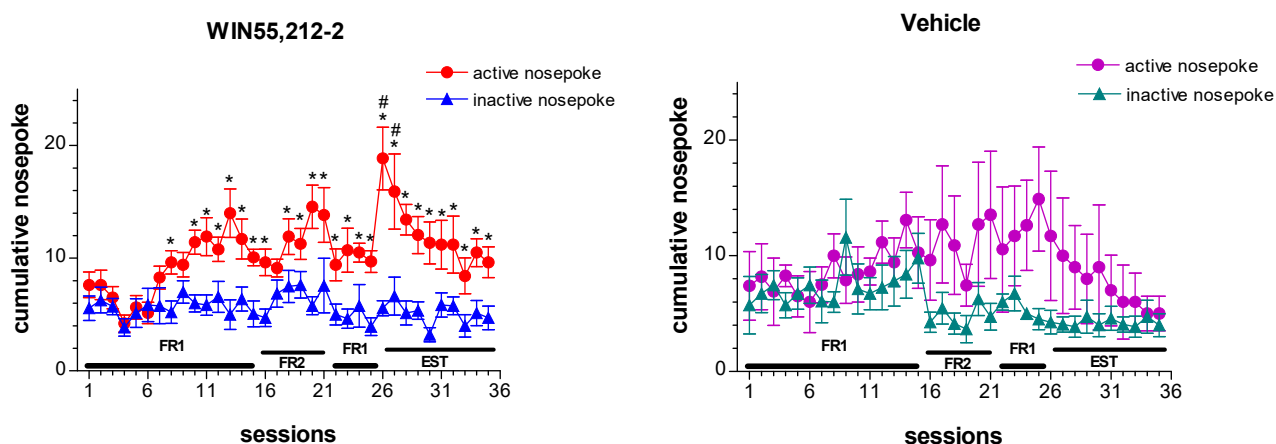 WIN55,212-2
active nosepoke
inactive nosepoke
cumulative nosepoke
20
10
0
# #
* * * * * * * * * * * * * * * * * * * * * * * * * *
FR1
FR2
FR1
EST
1 6 11 16 21 26 31 36
sessions
Vehicle
active nosepoke
inactive nosepoke
cumulative nosepoke
20
10
0
FR1
FR2
FR1
EST
1 6 11 16 21 26 31 36
sessions